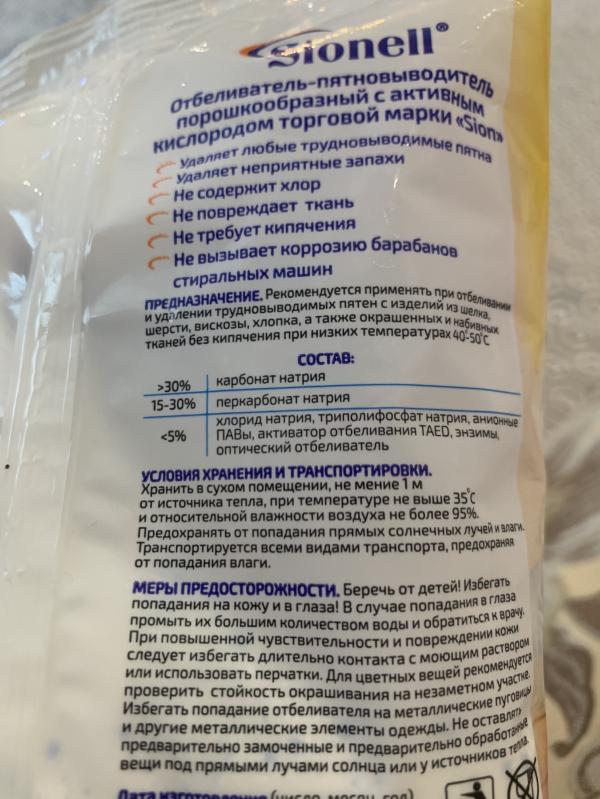 Sionell®
Отбеливатель-пятновыводитель
порошкообразный с активным
кислородом торговой марки «Sion»
Удаляет любые трудновыводимые пятна
Удаляет неприятные запахи
Не содержит хлор
Не повреждает ткань
Не требует кипячения
Не вызывает коррозию барабанов
стиральных машин
ПРЕДНАЗНАЧЕНИЕ. Рекомендуется применять при отбеливании
и удалении трудновыводимых пятен с изделий из шелка,
шерсти, вискозы, хлопка, а также окрашенных и набивных
тканей без кипячения при низких температурах 40°-50°С
СОСТАВ:
>30% карбонат натрия
15-30% перкарбонат натрия
<5% хлорид натрия, триполифосфат натрия, анионные
ПАВы, активатор отбеливания TAED, энзимы,
оптический отбеливатель
УСЛОВИЯ ХРАНЕНИЯ И ТРАНСПОРТИРОВКИ.
Хранить в сухом помещении, не мение 1 м
от источника тепла, при температуре не выше 35°С
и относительной влажности воздуха не более 95%.
Предохранять от попадания прямых солнечных лучей и влаги.
Транспортируется всеми видами транспорта, предохраняя
от попадания влаги.
МЕРЫ ПРЕДОСТОРОЖНОСТИ. Беречь от детей! Избегать
попадания на кожу и в глаза! В случае попадания в глаза
промыть их большим количеством воды и обратиться к врачу.
При повышенной чувствительности и повреждении кожи
следует избегать длительно контакта с моющим раствором
или использовать перчатки. Для цветных вещей рекомендуется
проверить стойкость окрашивания на незаметном участке.
Избегать попадание отбеливателя на металлические пуговицы
и другие металлические элементы одежды. Не оставлять
предварительно замоченные и предварительно обработанные
вещи под прямыми лучами солнца или у источников тепла.
Дата изготовления (число, месяц, год)